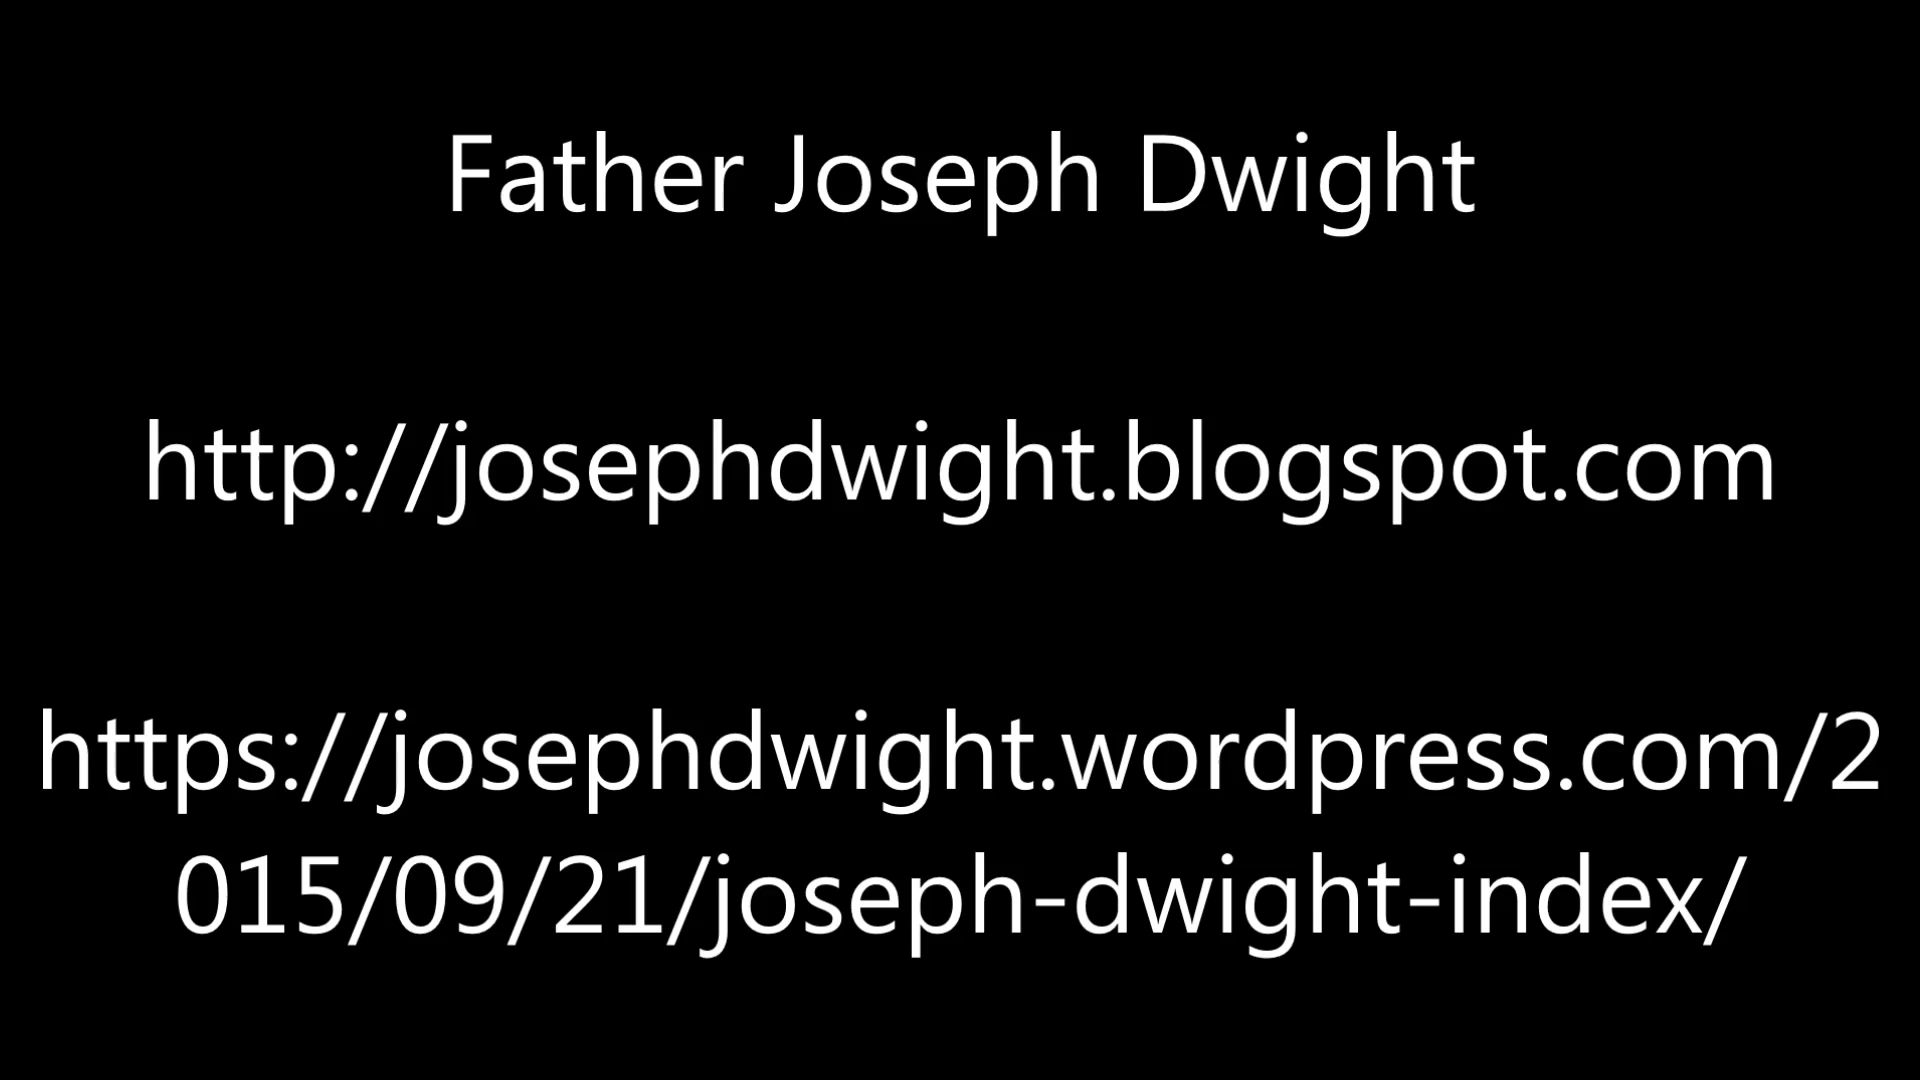 Father Joseph Dwight
http://josephdwight.blogspot.com
https://josephdwight.wordpress.com/2
015/09/21/joseph-dwight-index/